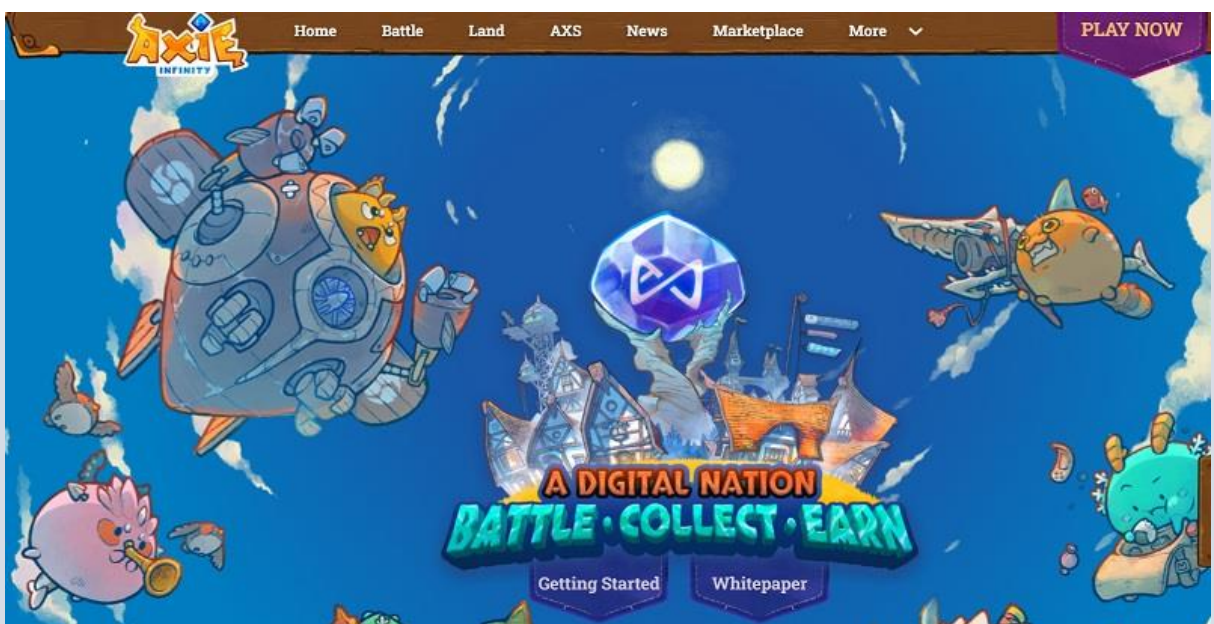 AXIE
INFINITY
Home Battle Land AXS News Marketplace More
PLAY NOW
A DIGITAL NATION
BATTLE · COLLECT · EARN
Getting Started Whitepaper